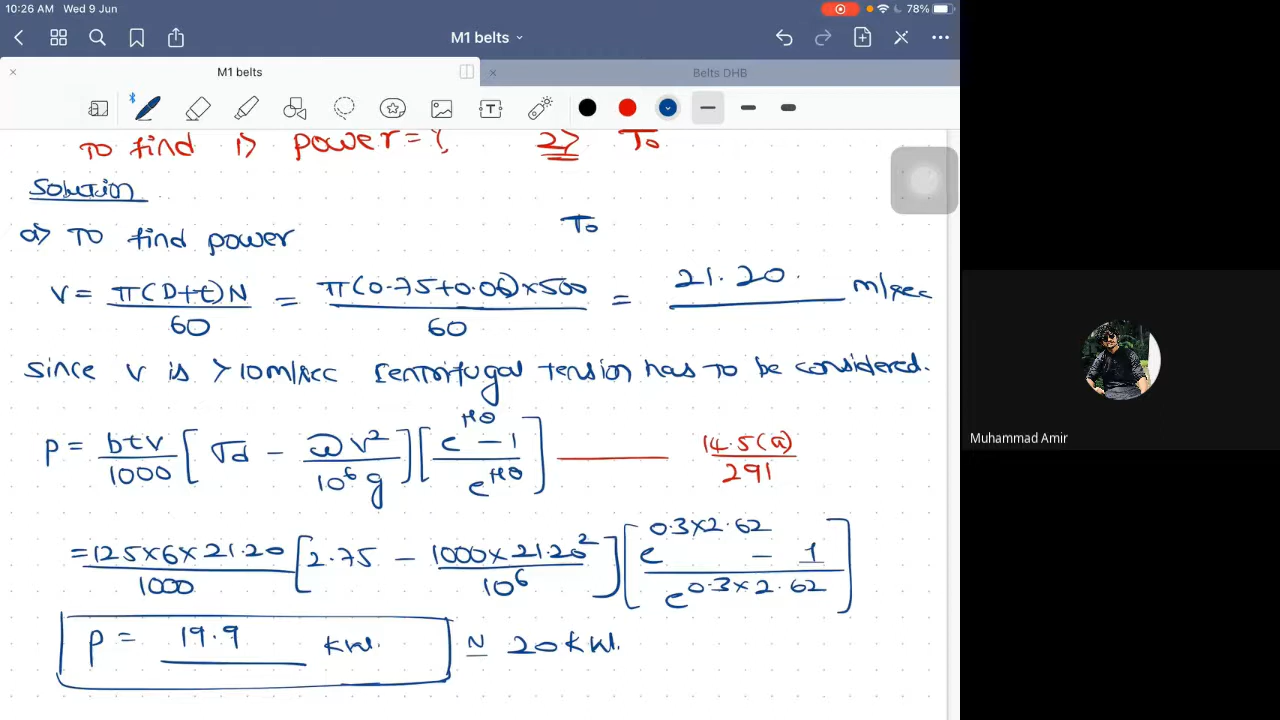 10:26 AM Wed 9 Jun 78%
M1 belts
M1 belts Belts DHB
To find 1> power = ? 2> To
Solution
a> To find power To
V = π(D+t)N / 60 = π(0.75+0.06)×500 / 60 = 21.20 m/sec
since v is >10m/sec centrifugal tension has to be considered.
P = btv/1000 [σd − ωv²/10⁶g] [e^μθ − 1 / e^μθ] 14.5(a)/291
= 125×6×21.20/1000 [2.75 − 1000×21.20²/10⁶] [e^0.3×2.62 − 1 / e^0.3×2.62]
P = 19.9 kW. ≈ 20kW.
Muhammad Amir